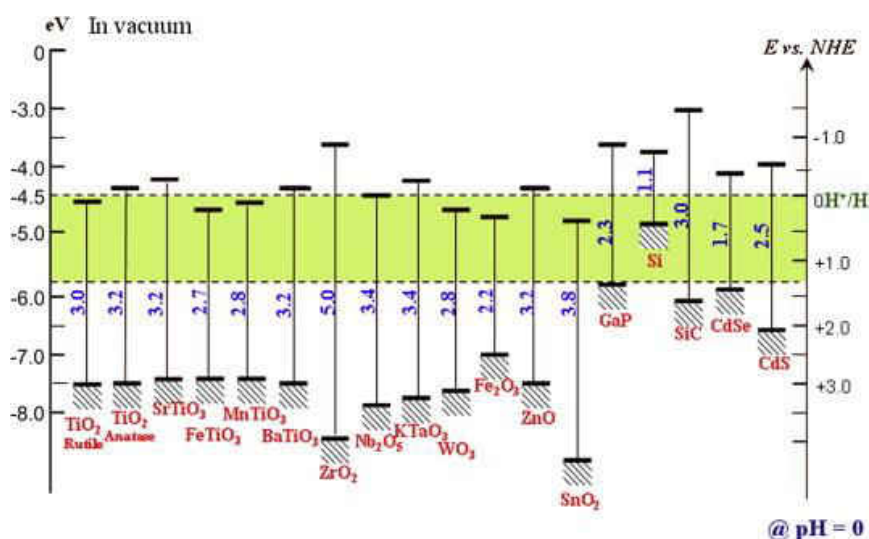 eV In vacuum
E vs. NHE
0
-3.0
-4.0
-4.5
-5.0
-6.0
-7.0
-8.0
3.0
3.2
3.2
2.7
2.8
3.2
5.0
3.4
3.4
2.8
2.2
3.2
3.8
2.3
1.1
3.0
1.7
2.5
TiO₂
Rutile
TiO₂
Anatase
SrTiO₃
FeTiO₃
MnTiO₃
BaTiO₃
ZrO₂
Nb₂O₅
KTaO₃
WO₃
Fe₂O₃
ZnO
SnO₂
GaP
Si
SiC
CdSe
CdS
-1.0
0 H⁺/H
+1.0
+2.0
+3.0
@ pH = 0